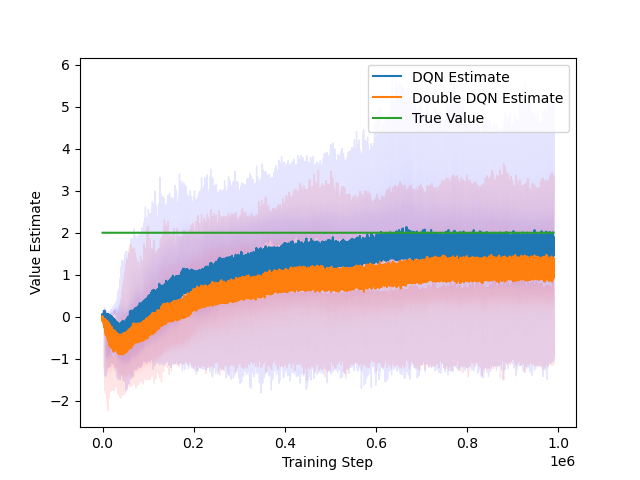 6
5
4
3
2
1
0
−1
−2
Value Estimate
DQN Estimate
Double DQN Estimate
True Value
0.0 0.2 0.4 0.6 0.8 1.0
1e6
Training Step